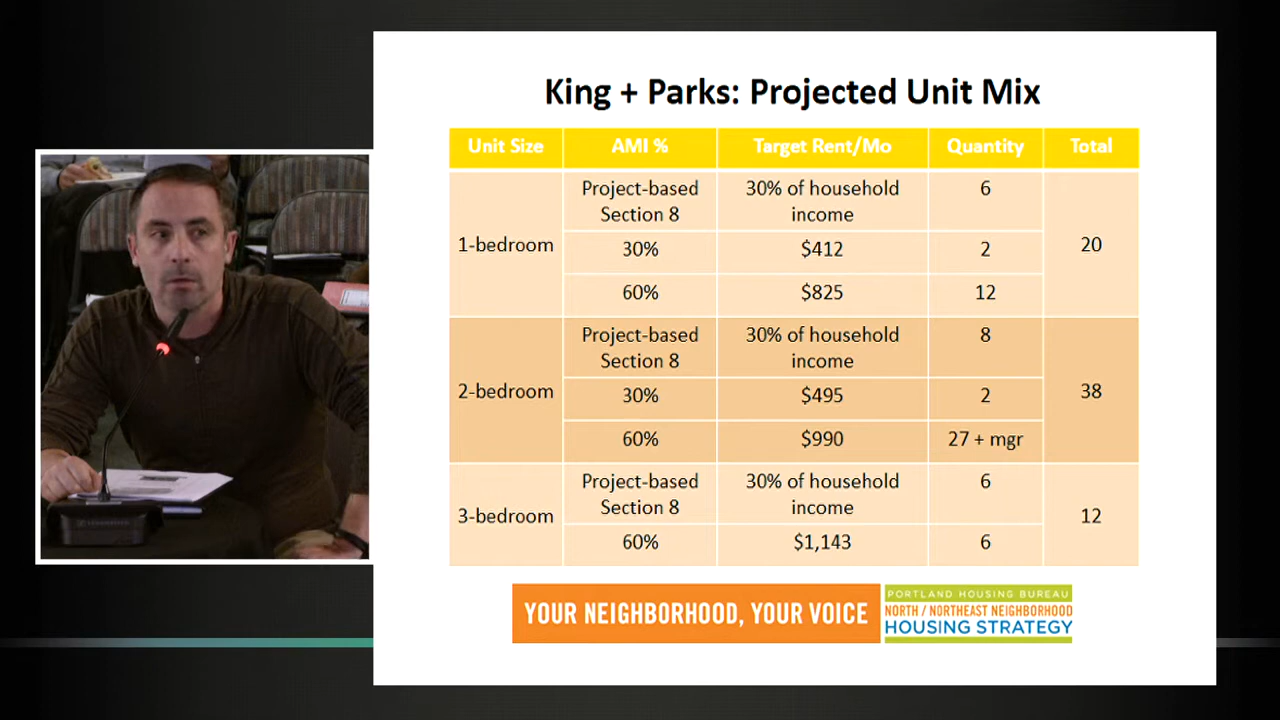 King + Parks: Projected Unit Mix
Unit Size AMI % Target Rent/Mo Quantity Total
1-bedroom
Project-based
Section 8
30% of household
income
6
30% $412 2
60% $825 12
20
2-bedroom
Project-based
Section 8
30% of household
income
8
30% $495 2
60% $990 27 + mgr
38
3-bedroom
Project-based
Section 8
30% of household
income
6
60% $1,143 6
12
YOUR NEIGHBORHOOD, YOUR VOICE
PORTLAND HOUSING BUREAU
NORTH / NORTHEAST NEIGHBORHOOD
HOUSING STRATEGY